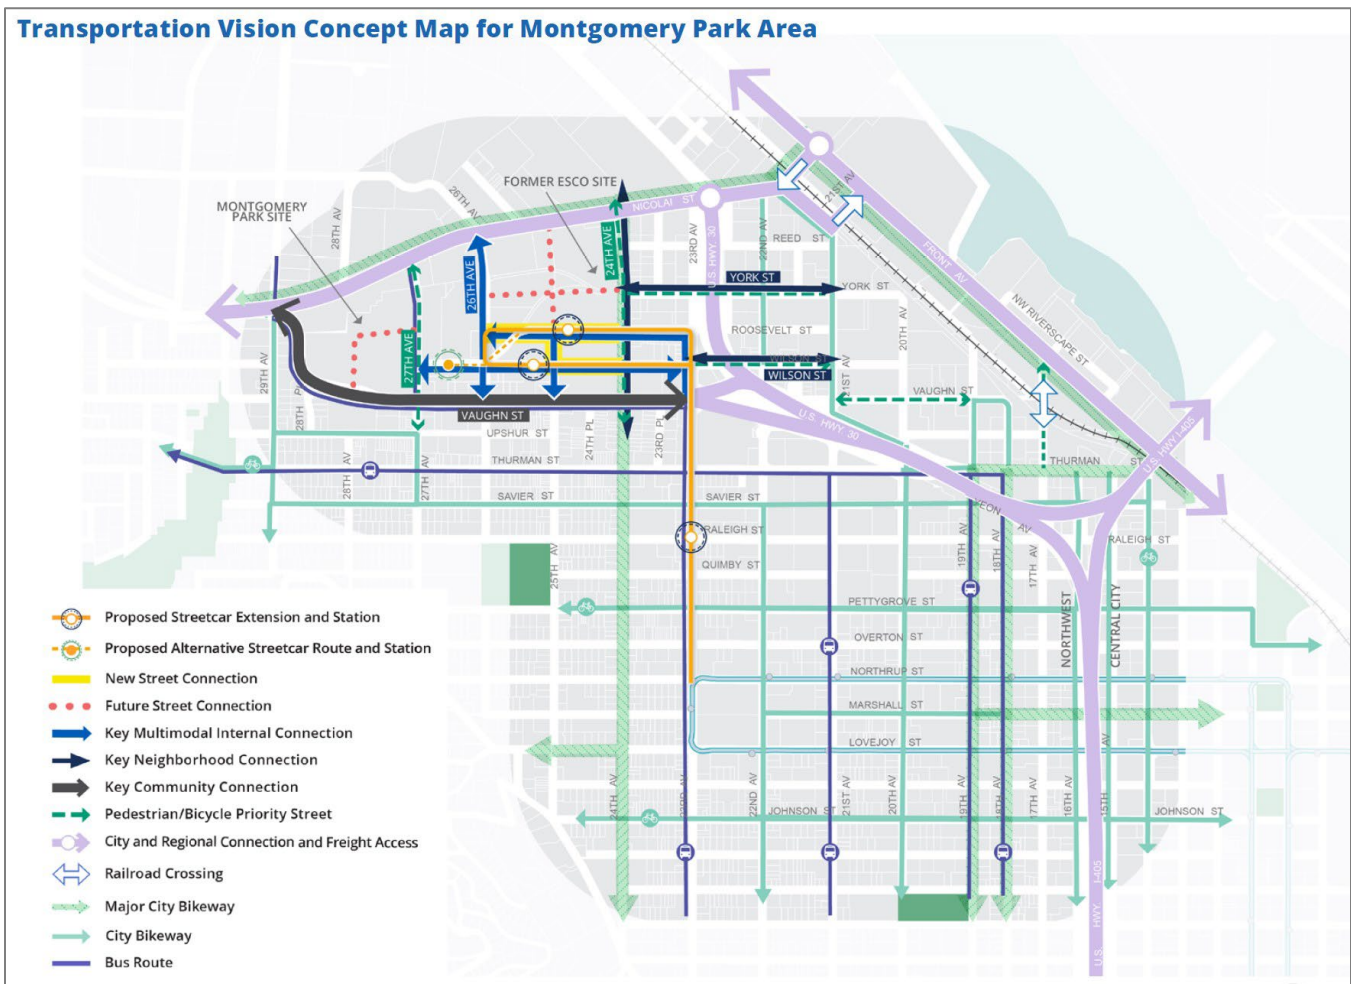 Transportation Vision Concept Map for Montgomery Park Area
FORMER ESCO SITE
MONTGOMERY
PARK SITE
28TH AV
26TH AV
NICOLAI ST
24TH AVE
23RD AV
U.S. HWY 30
22ND AV
REED ST
21ST AV
FRONT AV
NW RIVERSCAPE ST
26TH AVE
YORK ST
YORK ST
ROOSEVELT ST
20TH AV
27TH AVE
WILSON ST
WILSON ST
21ST AV
29TH AV
28TH PL
VAUGHN ST
VAUGHN ST
U.S. HWY 30
UPSHUR ST
24TH PL
23RD PL
THURMAN ST
THURMAN ST
U.S. HWY I-405
28TH AV
27TH AV
SAVIER ST
SAVIER ST
YEON AV
RALEIGH ST
RALEIGH ST
25TH AV
QUIMBY ST
19TH AV
18TH AV
17TH AV
PETTYGROVE ST
OVERTON ST
NORTHWEST
CENTRAL CITY
NORTHRUP ST
MARSHALL ST
LOVEJOY ST
24TH AV
22ND AV
21ST AV
20TH AV
19TH AV
18TH AV
17TH AV
16TH AV
15TH AV
JOHNSON ST
JOHNSON ST
U.S. HWY I-405
Proposed Streetcar Extension and Station
Proposed Alternative Streetcar Route and Station
New Street Connection
Future Street Connection
Key Multimodal Internal Connection
Key Neighborhood Connection
Key Community Connection
Pedestrian/Bicycle Priority Street
City and Regional Connection and Freight Access
Railroad Crossing
Major City Bikeway
City Bikeway
Bus Route